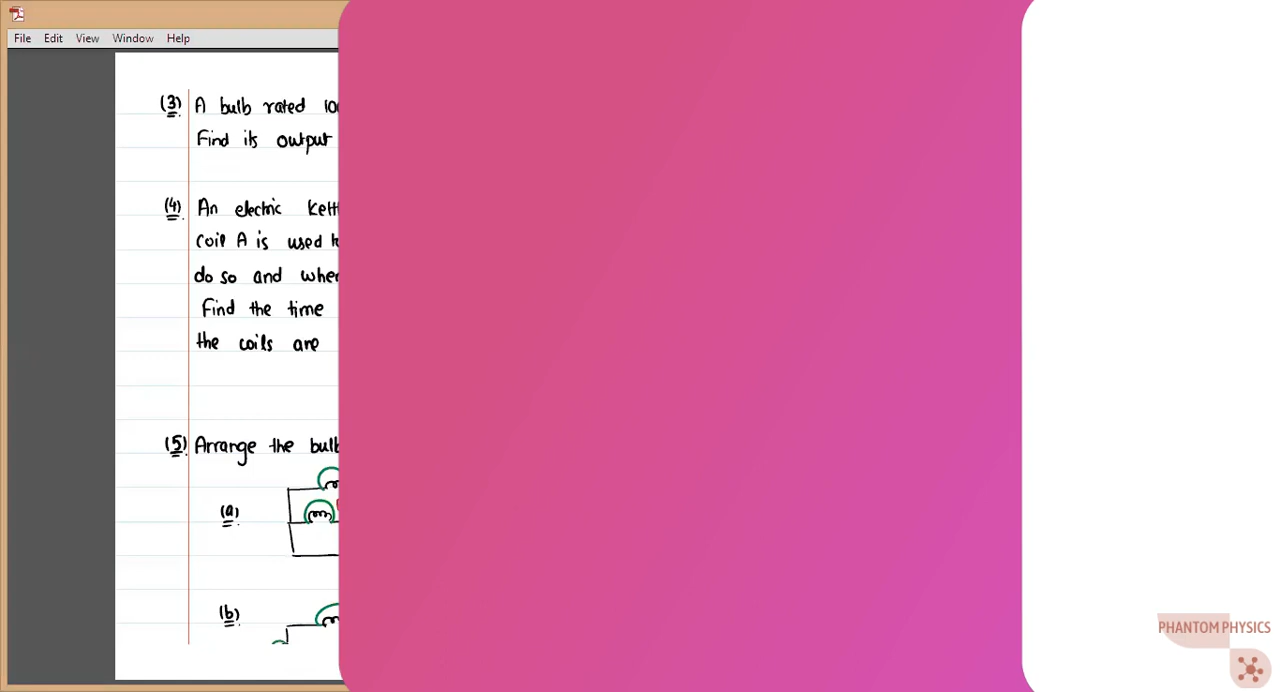 File Edit View Window Help
(3) A bulb rated 10
Find its output
(4) An electric
coil A is used
do so and
Find the time
the coils are
(5) Arrange the
(a)
(b)
PHANTOM PHYSICS